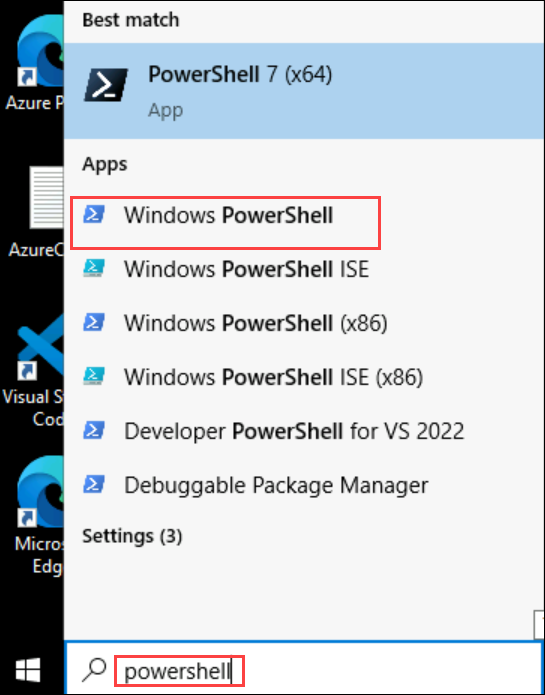 Best match
PowerShell 7 (x64)
App
Apps
Windows PowerShell
Windows PowerShell ISE
Windows PowerShell (x86)
Windows PowerShell ISE (x86)
Developer PowerShell for VS 2022
Debuggable Package Manager
Settings (3)
powershell
Azure P
AzureC
Visual S
Cod
Micros
Edg